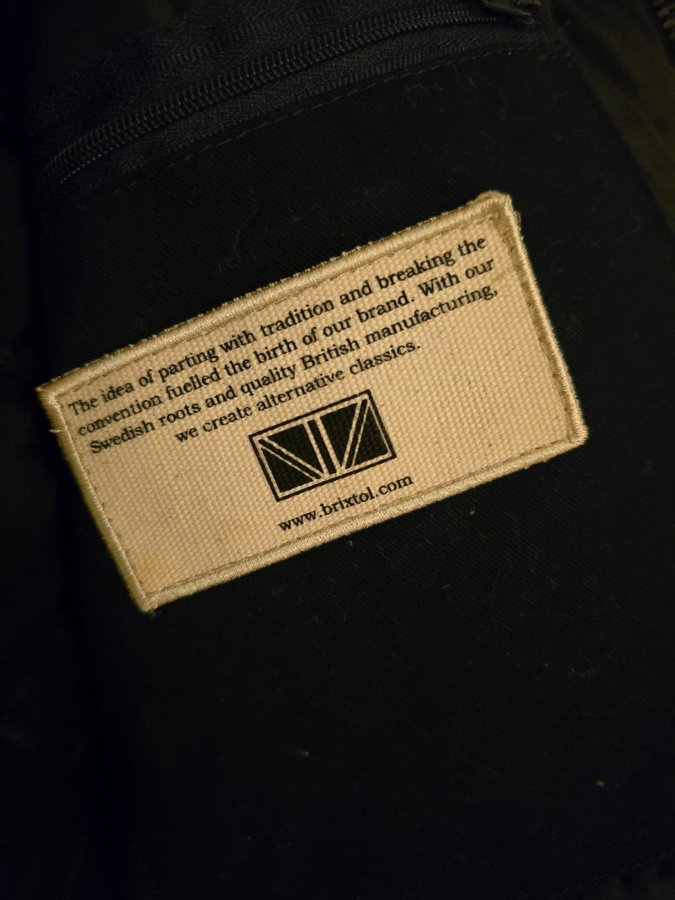 The idea of parting with tradition and breaking the
convention fuelled the birth of our brand. With our
Swedish roots and quality British manufacturing,
we create alternative classics.
www.brixtol.com